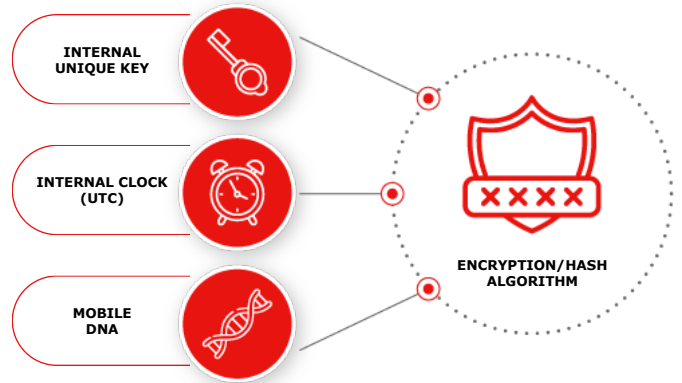 INTERNAL
UNIQUE KEY
INTERNAL CLOCK
(UTC)
MOBILE
DNA
ENCRYPTION/HASH
ALGORITHM